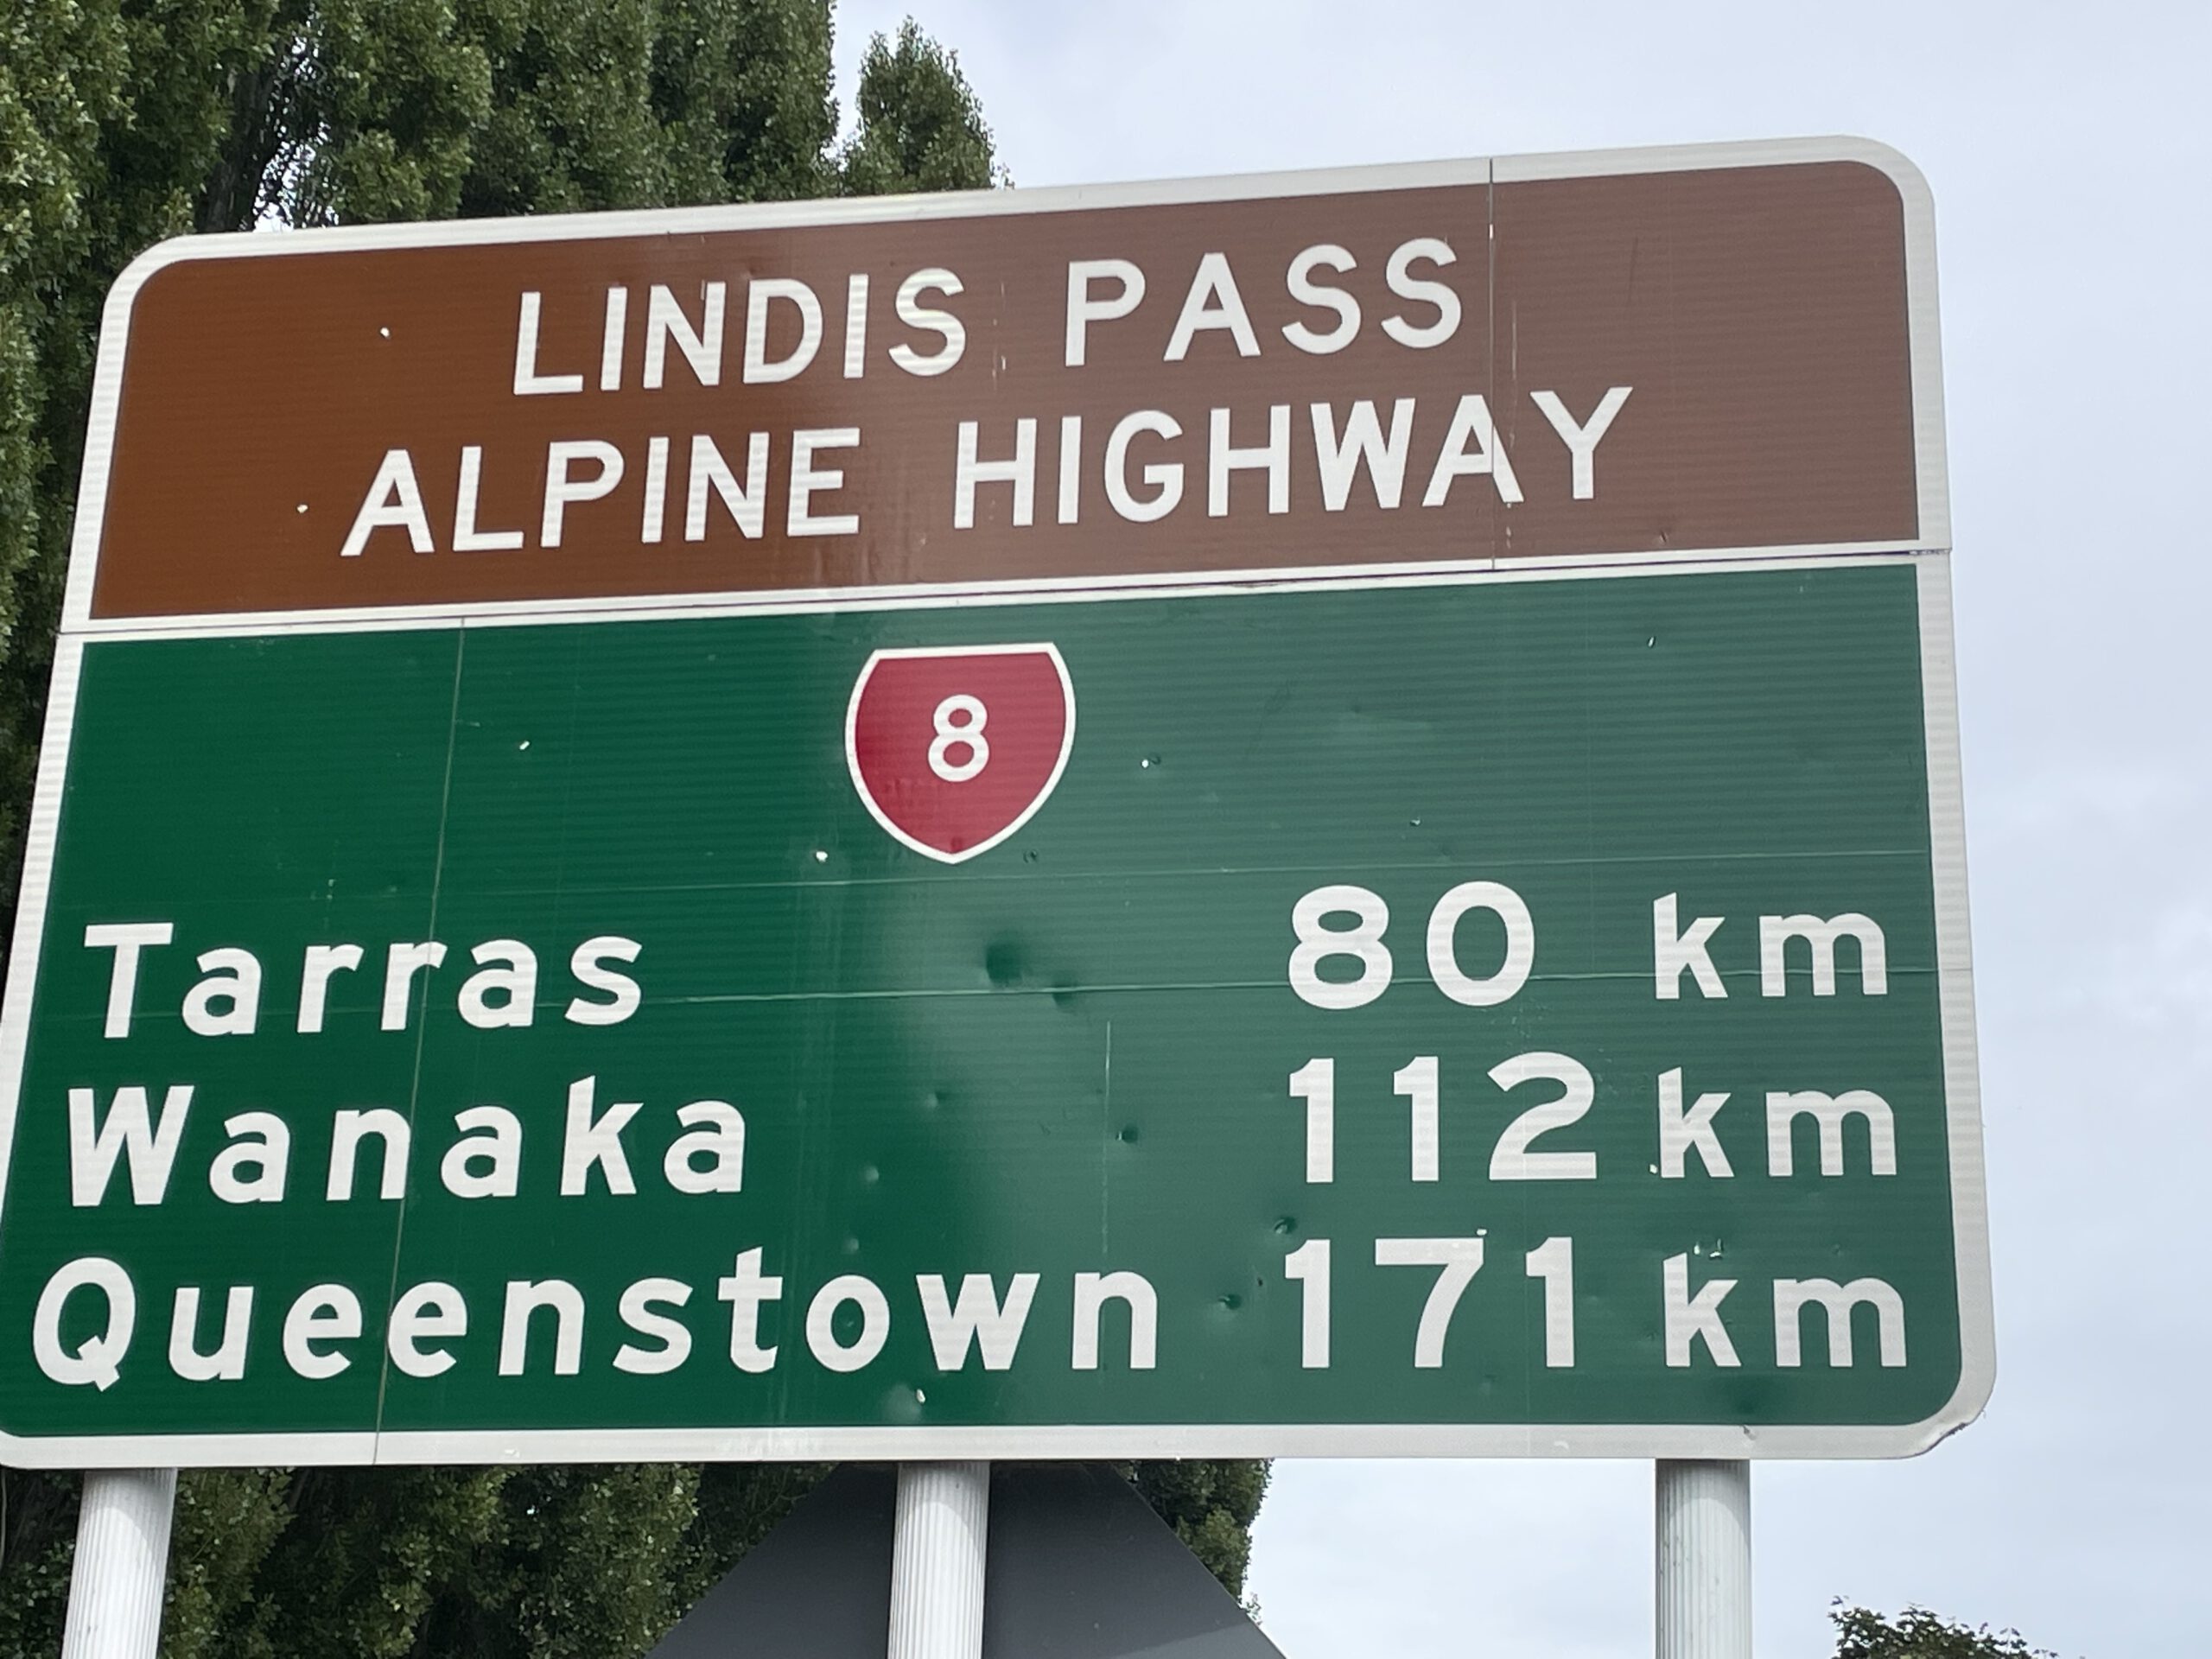 LINDIS PASS
ALPINE HIGHWAY
8
Tarras 80 km
Wanaka 112 km
Queenstown 171 km